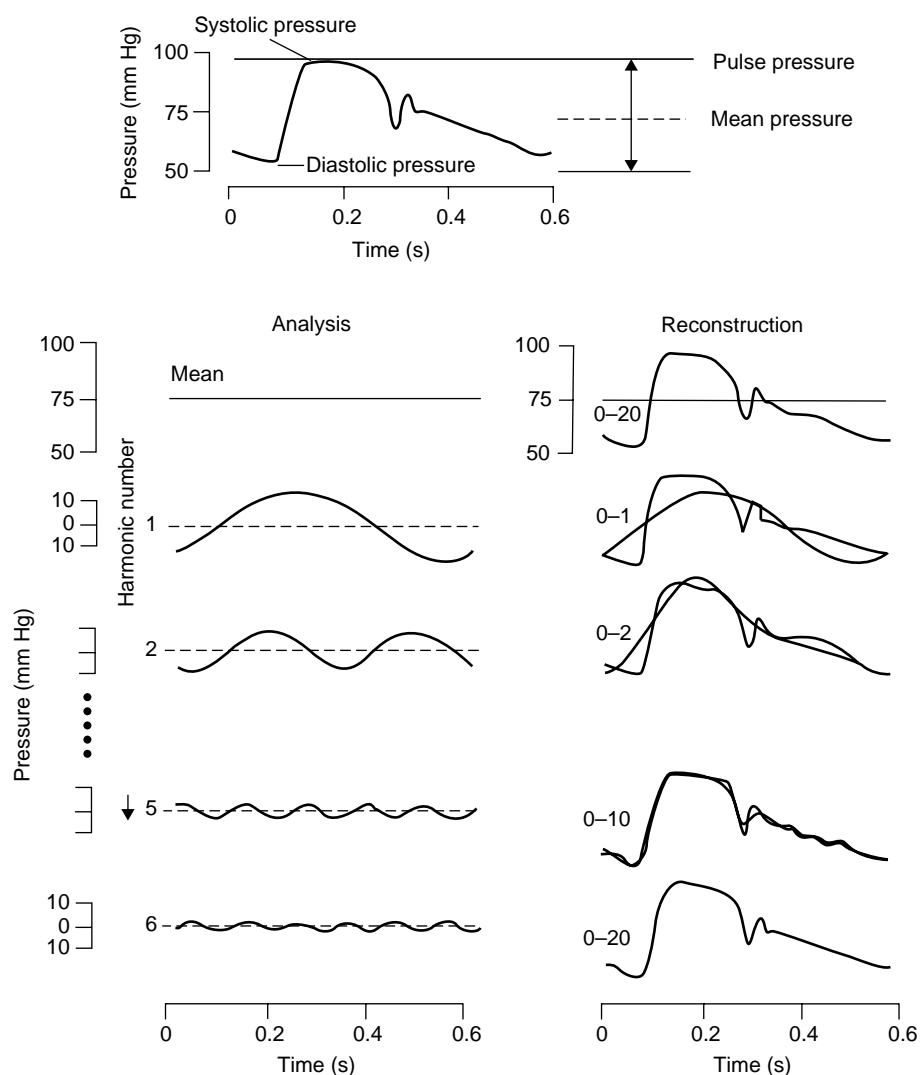 Systolic pressure
Pressure (mm Hg)
100
75
50
Diastolic pressure
Pulse pressure
Mean pressure
0
0.2
0.4
0.6
Time (s)
Analysis
Reconstruction
100
75
50
Mean
Harmonic number
10
0
10
1
Pressure (mm Hg)
2
5
10
0
10
6
0
0.2
0.4
0.6
Time (s)
100
75
50
0–20
0–1
0–2
0–10
0–20
0
0.2
0.4
0.6
Time (s)